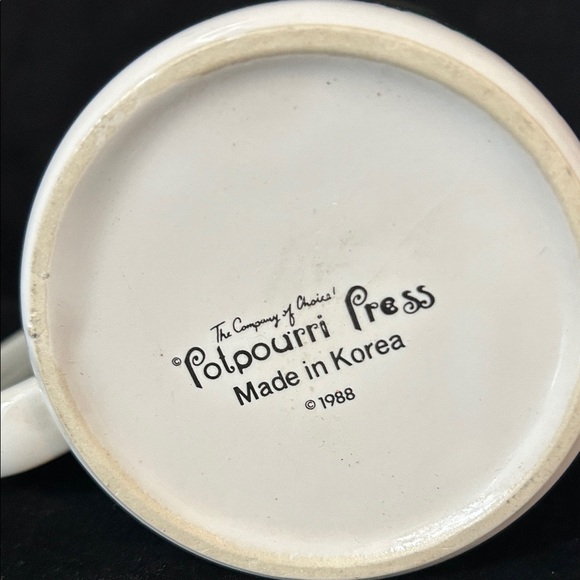 The Company of Choice!
©Potpourri Press
Made in Korea
© 1988